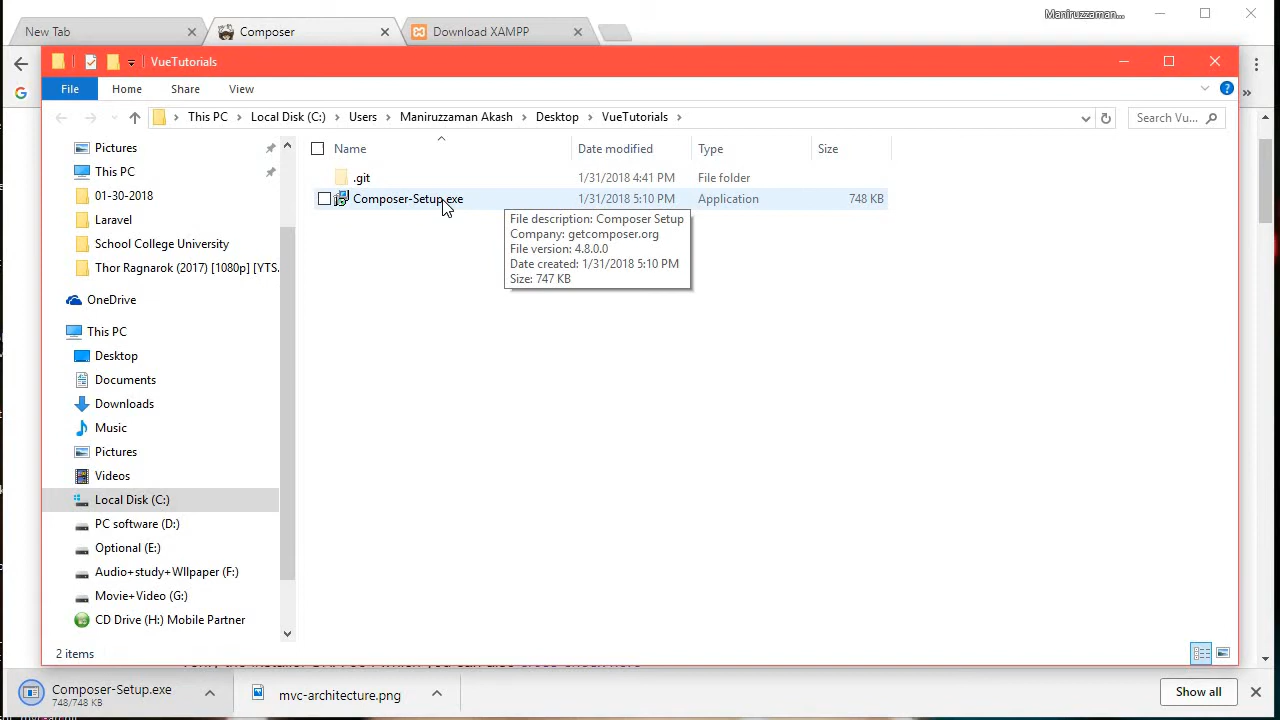 Maniruzzaman...
New Tab
Composer
Download XAMPP
VueTutorials
File Home Share View
This PC > Local Disk (C:) > Users > Maniruzzaman Akash > Desktop > VueTutorials >
Search Vu...
Name Date modified Type Size
.git 1/31/2018 4:41 PM File folder
Composer-Setup.exe 1/31/2018 5:10 PM Application 748 KB
File description: Composer Setup
Company: getcomposer.org
File version: 4.8.0.0
Date created: 1/31/2018 5:10 PM
Size: 747 KB
Pictures
This PC
01-30-2018
Laravel
School College University
Thor Ragnarok (2017) [1080p] [YTS.
OneDrive
This PC
Desktop
Documents
Downloads
Music
Pictures
Videos
Local Disk (C:)
PC software (D:)
Optional (E:)
Audio+study+WIlpaper (F:)
Movie+Video (G:)
CD Drive (H:) Mobile Partner
2 items
Composer-Setup.exe
748/748 KB
mvc-architecture.png
Show all